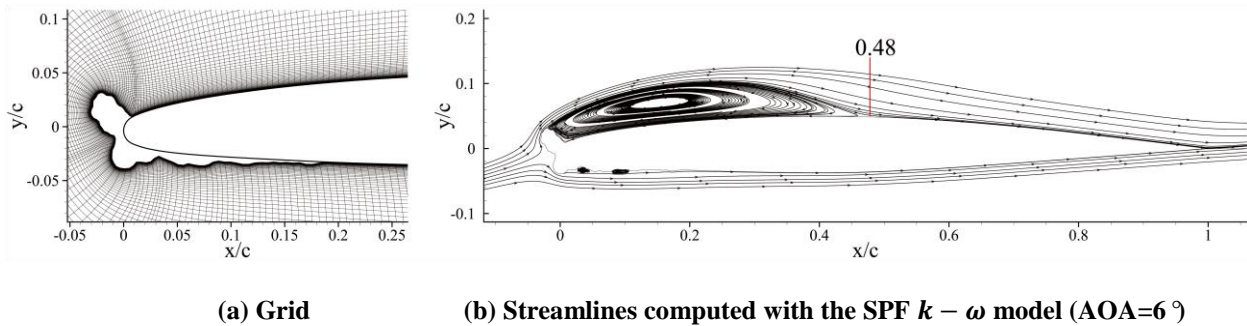 0.1
0.05
0
-0.05
y/c
-0.05 0 0.05 0.1 0.15 0.2 0.25
x/c
0.2
0.1
0
-0.1
y/c
0.48
0 0.2 0.4 0.6 0.8 1
x/c
(a) Grid
(b) Streamlines computed with the SPF k − ω model (AOA=6 °)